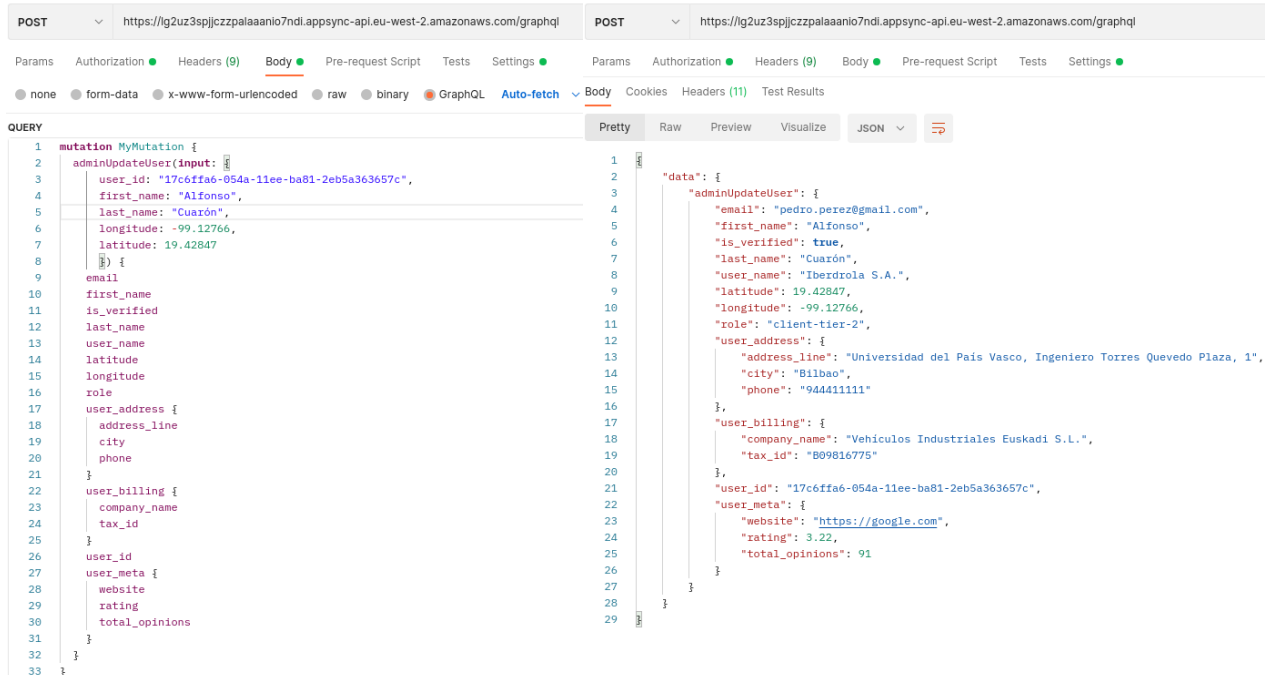 POST https://lg2uz3spjjczzpalaaanio7ndi.appsync-api.eu-west-2.amazonaws.com/graphql
Params Authorization Headers (9) Body Pre-request Script Tests Settings
none form-data x-www-form-urlencoded raw binary GraphQL Auto-fetch
QUERY
1 mutation MyMutation {
2 adminUpdateUser(input: {
3 user_id: "17c6ffa6-054a-11ee-ba81-2eb5a363657c",
4 first_name: "Alfonso",
5 last_name: "Cuarón",
6 longitude: -99.12766,
7 latitude: 19.42847
8 }) {
9 email
10 first_name
11 is_verified
12 last_name
13 user_name
14 latitude
15 longitude
16 role
17 user_address {
18 address_line
19 city
20 phone
21 }
22 user_billing {
23 company_name
24 tax_id
25 }
26 user_id
27 user_meta {
28 website
29 rating
30 total_opinions
31 }
32 }
33 }
POST https://lg2uz3spjjczzpalaaanio7ndi.appsync-api.eu-west-2.amazonaws.com/graphql
Params Authorization Headers (9) Body Pre-request Script Tests Settings
Body Cookies Headers (11) Test Results
Pretty Raw Preview Visualize JSON
1 {
2 "data": {
3 "adminUpdateUser": {
4 "email": "pedro.perez@gmail.com",
5 "first_name": "Alfonso",
6 "is_verified": true,
7 "last_name": "Cuarón",
8 "user_name": "Iberdrola S.A.",
9 "latitude": 19.42847,
10 "longitude": -99.12766,
11 "role": "client-tier-2",
12 "user_address": {
13 "address_line": "Universidad del País Vasco, Ingeniero Torres Quevedo Plaza, 1",
14 "city": "Bilbao",
15 "phone": "944411111"
16 },
17 "user_billing": {
18 "company_name": "Vehículos Industriales Euskadi S.L.",
19 "tax_id": "B09816775"
20 },
21 "user_id": "17c6ffa6-054a-11ee-ba81-2eb5a363657c",
22 "user_meta": {
23 "website": "https://google.com",
24 "rating": 3.22,
25 "total_opinions": 91
26 }
27 }
28 }
29 }